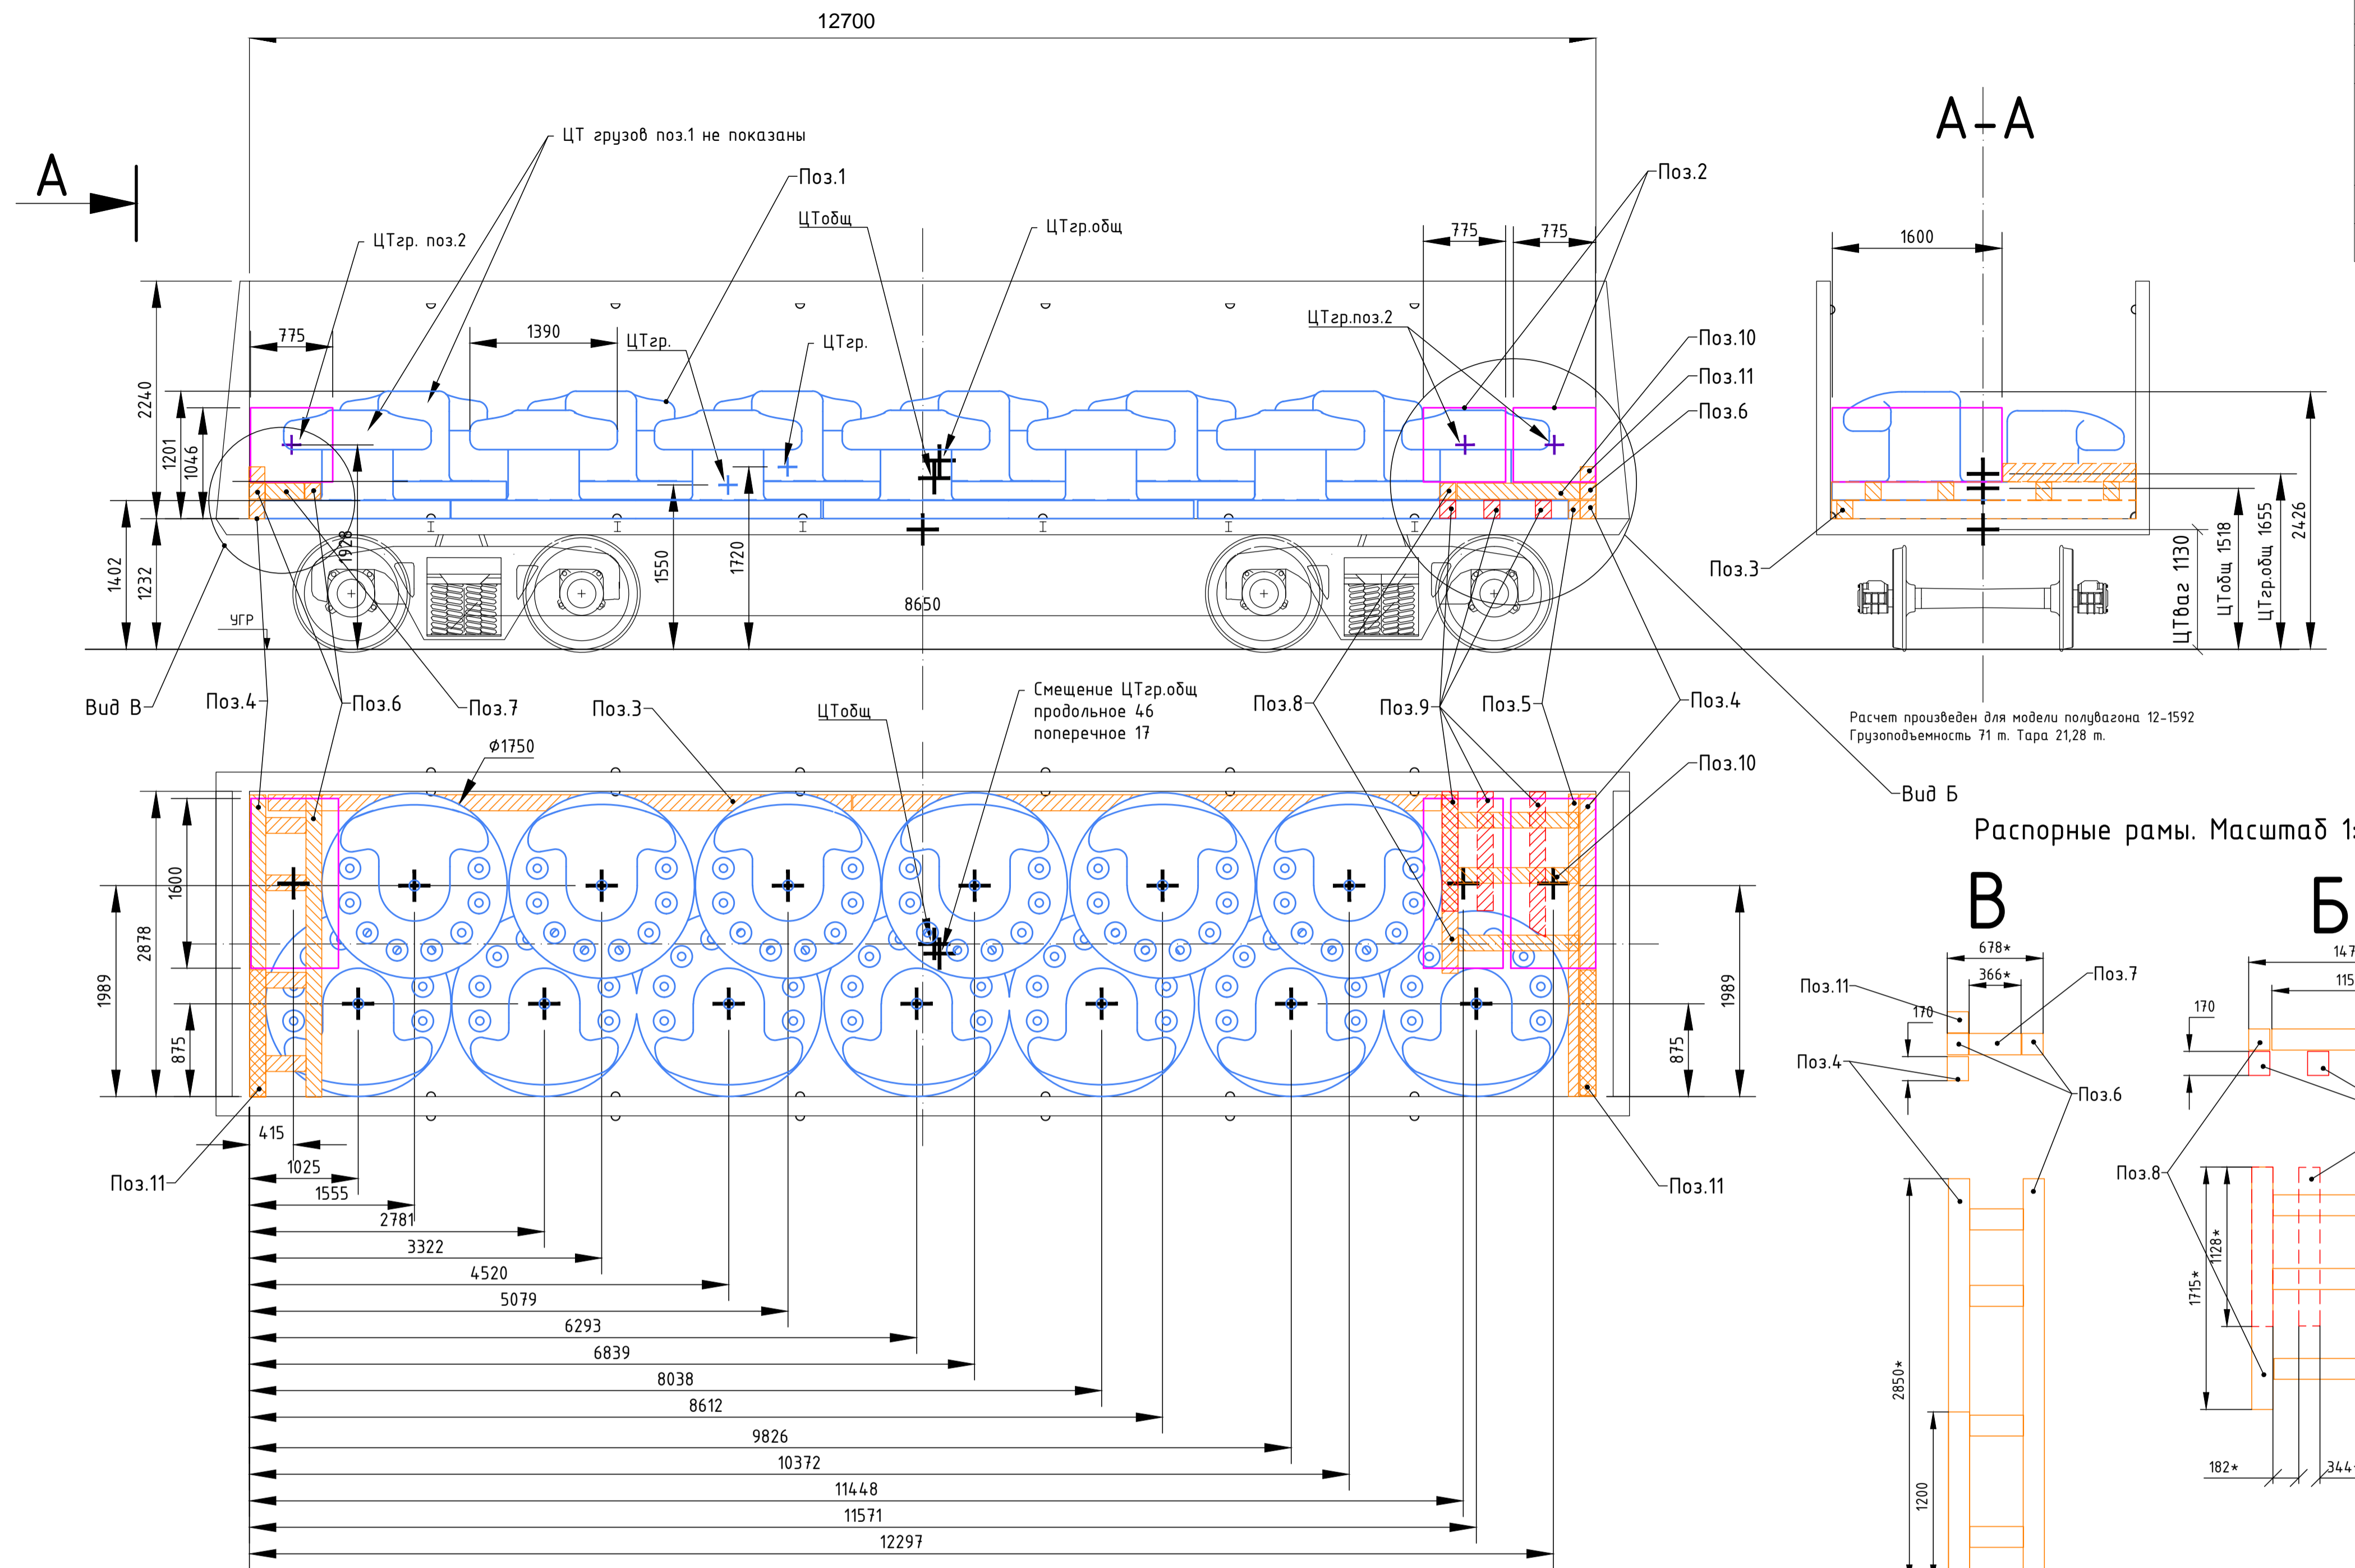 12700
А
А-А
ЦТ грузов поз.1 не показаны
Поз.1
Поз.2
ЦТобщ
ЦТгр.общ
ЦТгр. поз.2
775
775
1600
775
1390
ЦТгр.
ЦТгр.
ЦТгр.поз.2
Поз.10
Поз.11
Поз.6
2240
1201
1046
1402
1232
1928
1550
1720
8650
УГР
Поз.3
ЦТваг 1130
ЦТобщ 1518
ЦТгр.общ 1655
2426
Вид В
Поз.4
Поз.6
Поз.7
Поз.3
ЦТобщ
Смещение ЦТгр.общ
продольное 46
поперечное 17
Поз.8
Поз.9
Поз.5
Поз.4
Расчет произведен для модели полувагона 12-1592
Грузоподъемность 71 т. Тара 21,28 т.
ϕ1750
Поз.10
Вид Б
Распорные рамы. Масштаб 1:
В
Б
1989
2878
1600
875
1989
875
415
1025
1555
2781
3322
4520
5079
6293
6839
8038
8612
9826
10372
11448
11571
12297
Поз.11
Поз.11
678*
366*
Поз.7
Поз.11
170
Поз.4
Поз.6
2850*
1200
147
115
170
Поз.8
1715*
1128*
182*
344*